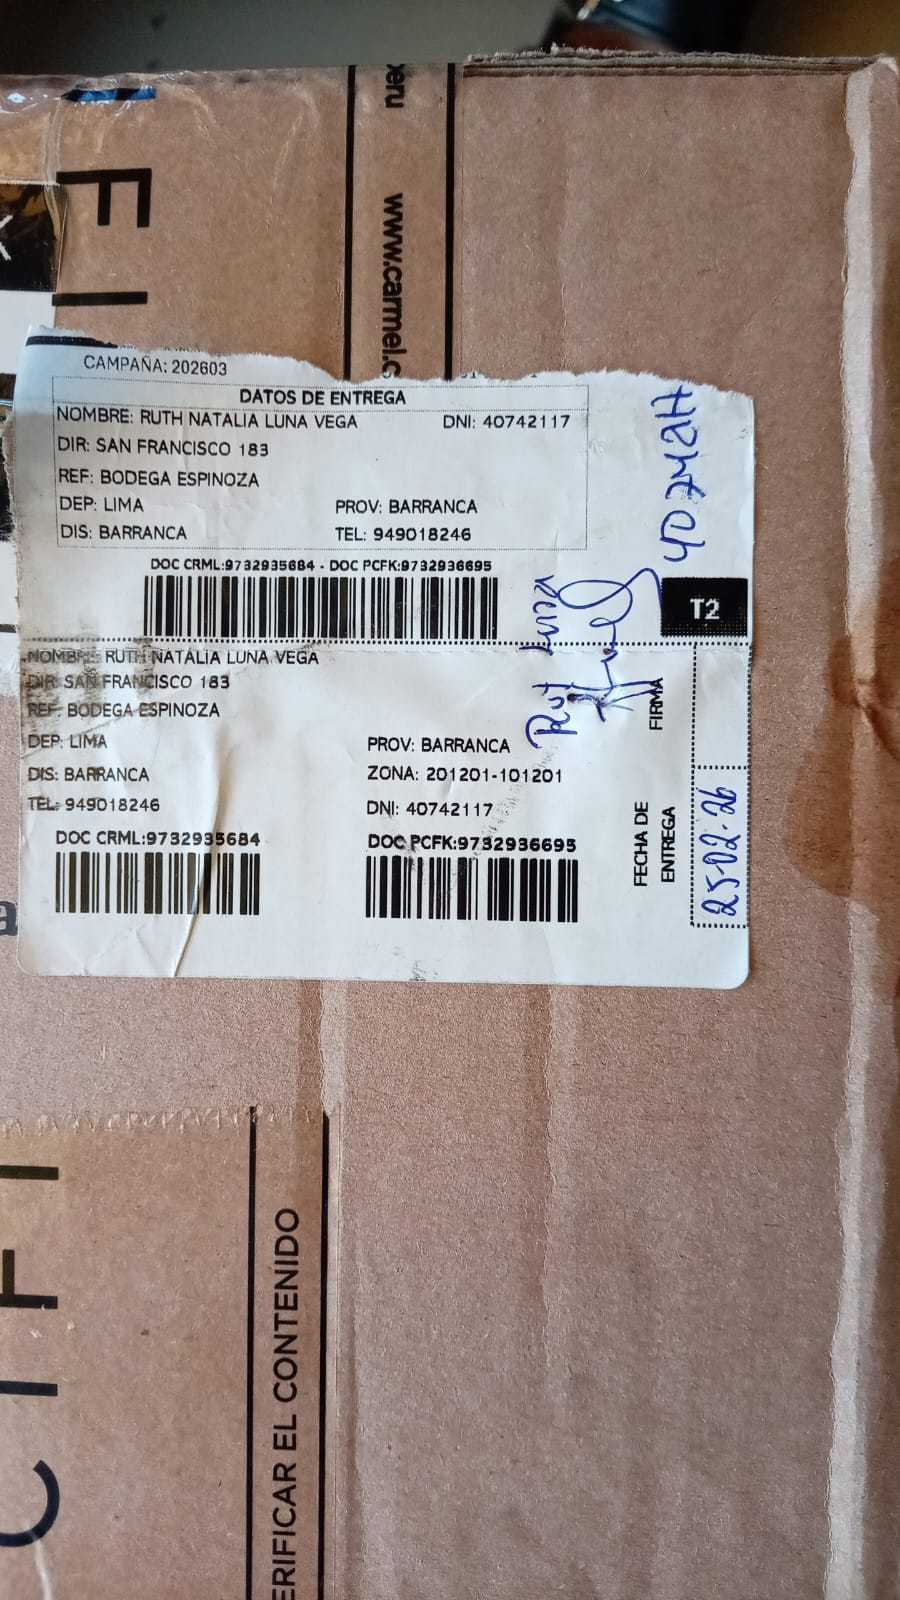 www.carmel.c
CAMPAÑA: 202603
DATOS DE ENTREGA
NOMBRE: RUTH NATALIA LUNA VEGA DNI: 40742117
DIR: SAN FRANCISCO 183
REF: BODEGA ESPINOZA
DEP: LIMA PROV: BARRANCA
DIS: BARRANCA TEL: 949018246
DOC CRML:9732935684 - DOC PCFK:9732936695
T2
NOMBRE: RUTH NATALIA LUNA VEGA
DIR: SAN FRANCISCO 183
REF: BODEGA ESPINOZA
DEP: LIMA PROV: BARRANCA
DIS: BARRANCA ZONA: 201201-101201
TEL: 949018246 DNI: 40742117
DOC CRML:9732935684 DOC PCFK:9732936695
FIRMA
FECHA DE
ENTREGA
25-02-26
ERIFICAR EL CONTENIDO